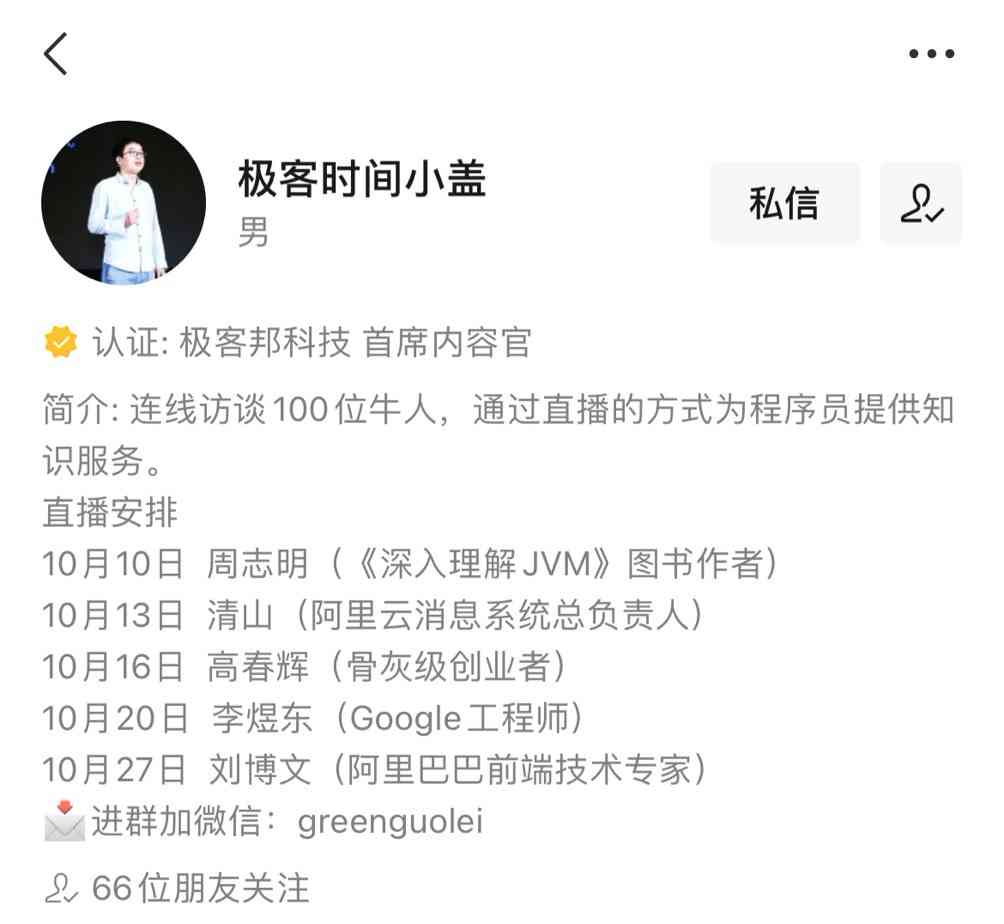 极客时间小盖
男
私信
认证: 极客邦科技 首席内容官
简介: 连线访谈100位牛人，通过直播的方式为程序员提供知
识服务。
直播安排
10月10日 周志明（《深入理解JVM》图书作者）
10月13日 清山（阿里云消息系统总负责人）
10月16日 高春辉（骨灰级创业者）
10月20日 李煜东（Google工程师）
10月27日 刘博文（阿里巴巴前端技术专家）
进群加微信：greenguolei
66位朋友关注